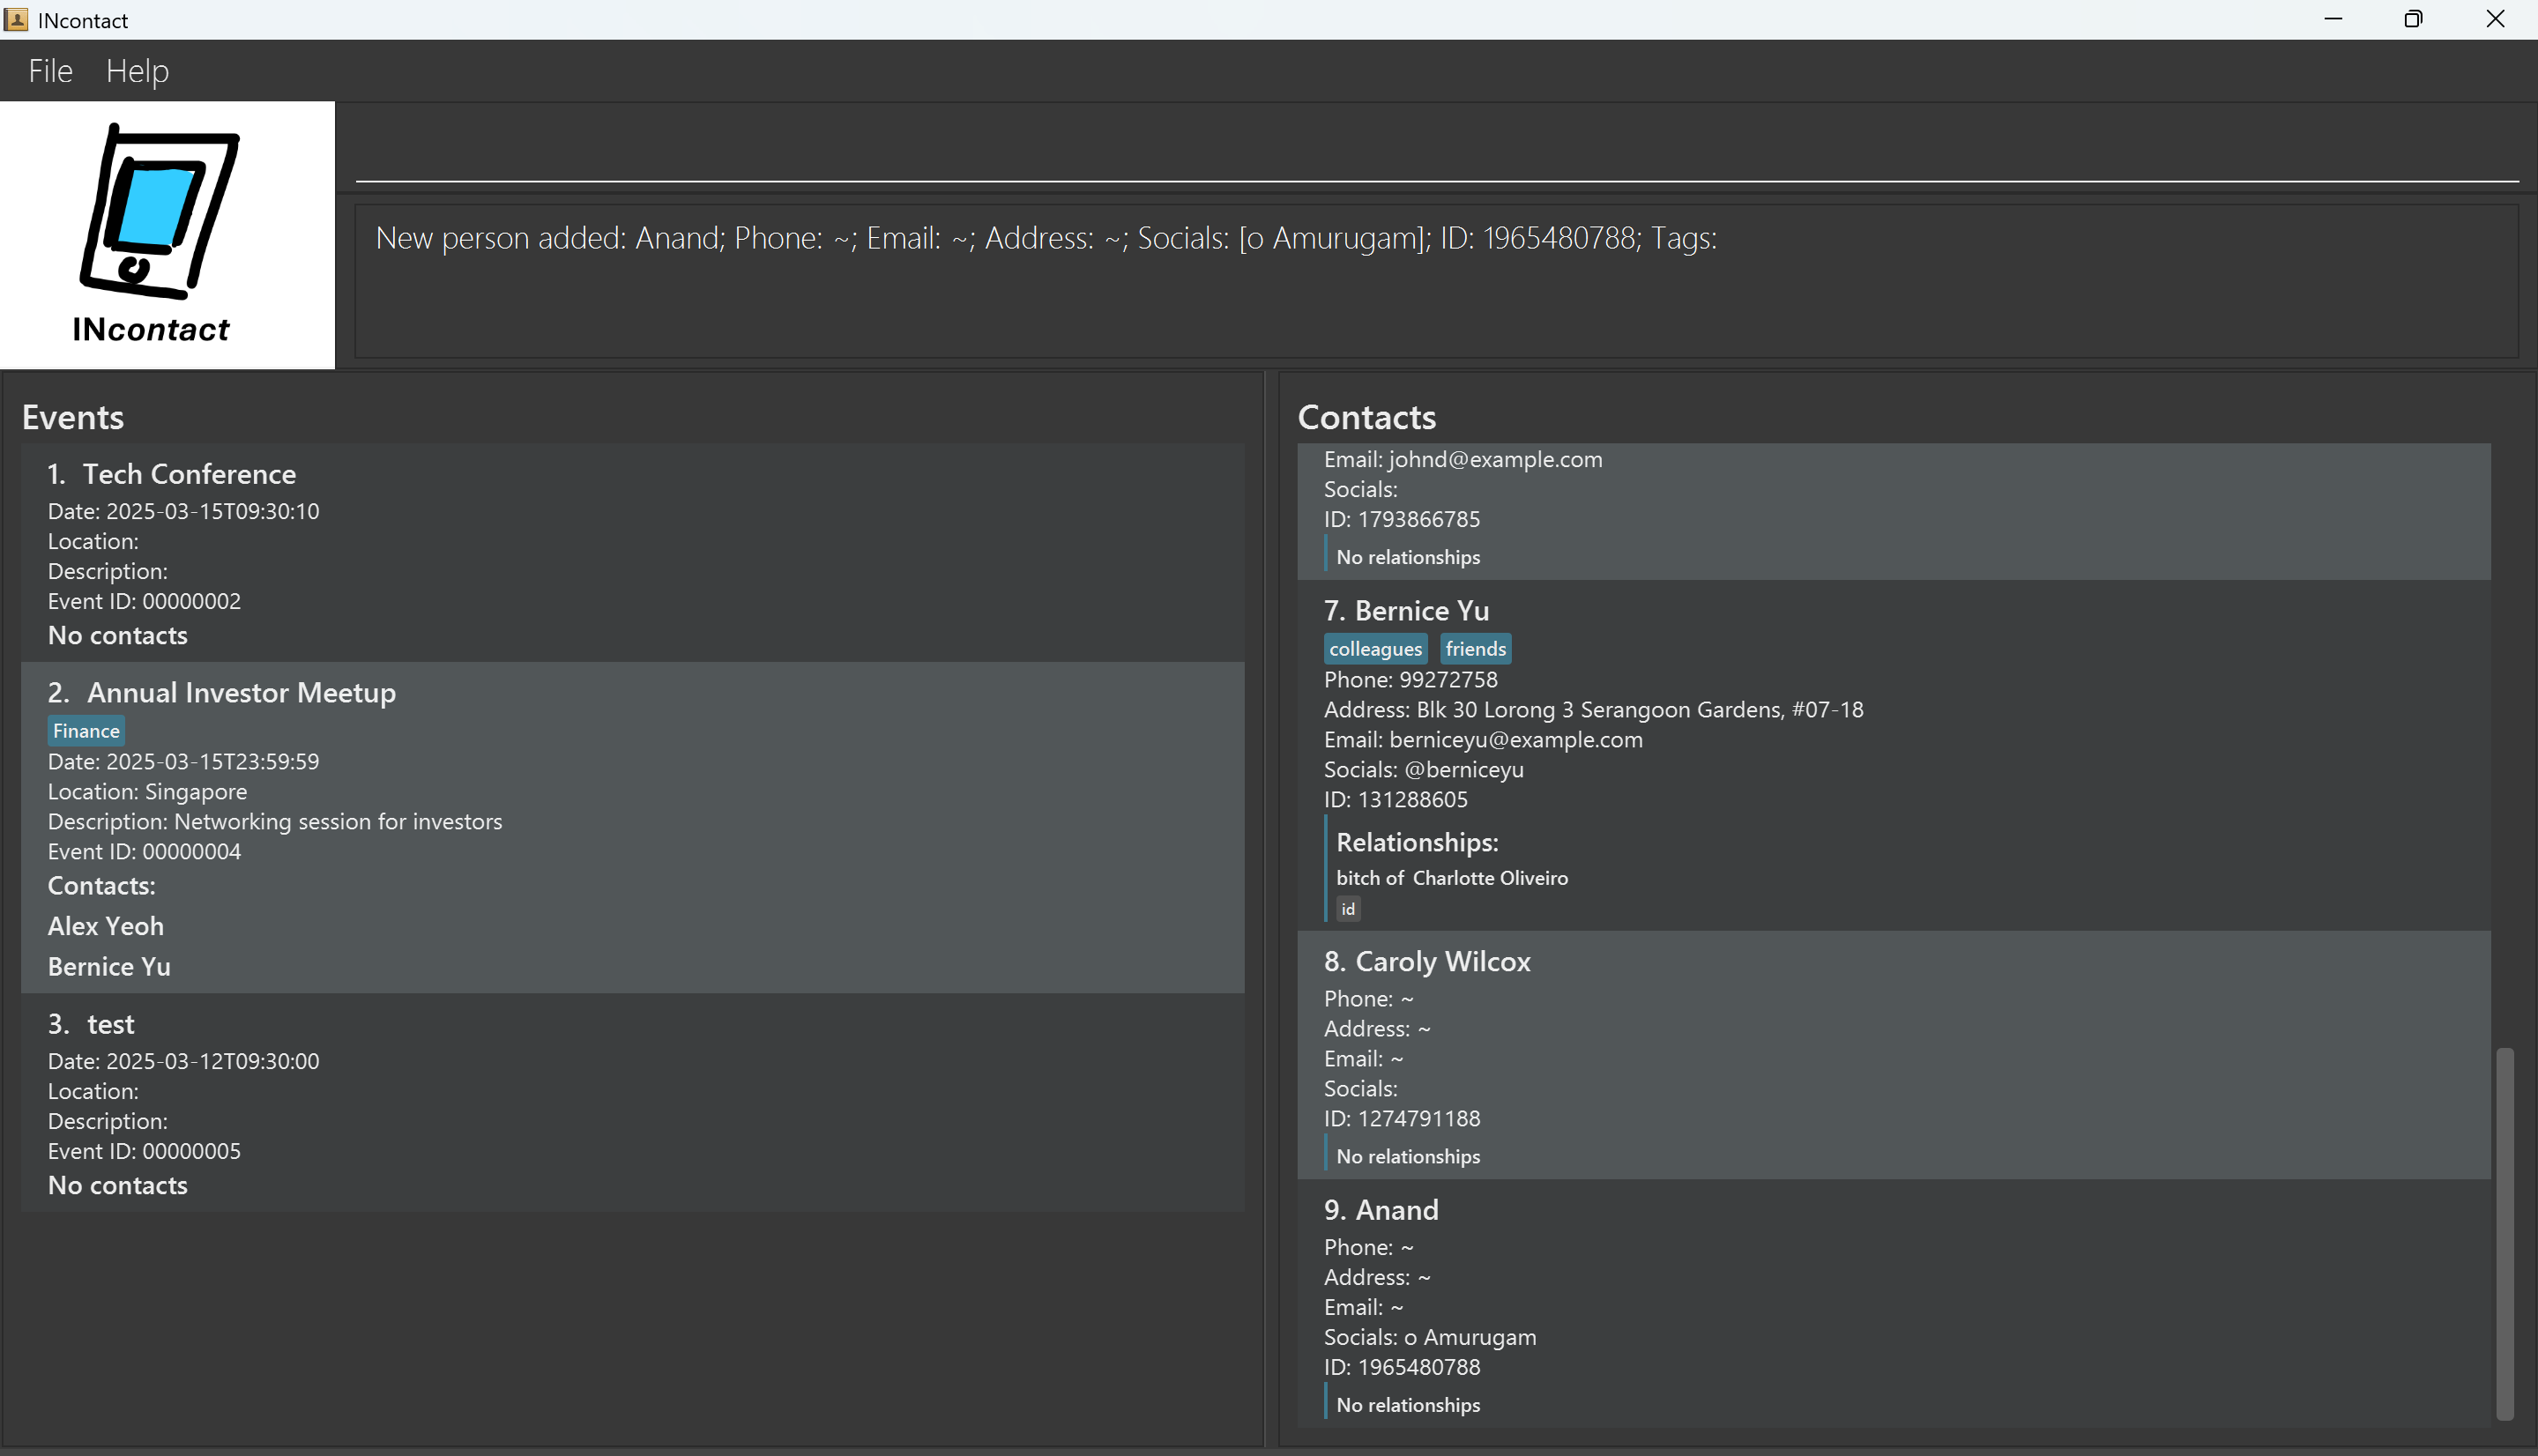 INcontact
File Help
INcontact
New person added: Anand; Phone: ~; Email: ~; Address: ~; Socials: [o Amurugam]; ID: 1965480788; Tags:
Events
1. Tech Conference
Date: 2025-03-15T09:30:10
Location:
Description:
Event ID: 00000002
No contacts
2. Annual Investor Meetup
Finance
Date: 2025-03-15T23:59:59
Location: Singapore
Description: Networking session for investors
Event ID: 00000004
Contacts:
Alex Yeoh
Bernice Yu
3. test
Date: 2025-03-12T09:30:00
Location:
Description:
Event ID: 00000005
No contacts
Contacts
Email: johnd@example.com
Socials:
ID: 1793866785
No relationships
7. Bernice Yu
colleagues friends
Phone: 99272758
Address: Blk 30 Lorong 3 Serangoon Gardens, #07-18
Email: berniceyu@example.com
Socials: @berniceyu
ID: 131288605
Relationships:
bitch of Charlotte Oliveiro
id
8. Caroly Wilcox
Phone: ~
Address: ~
Email: ~
Socials:
ID: 1274791188
No relationships
9. Anand
Phone: ~
Address: ~
Email: ~
Socials: o Amurugam
ID: 1965480788
No relationships